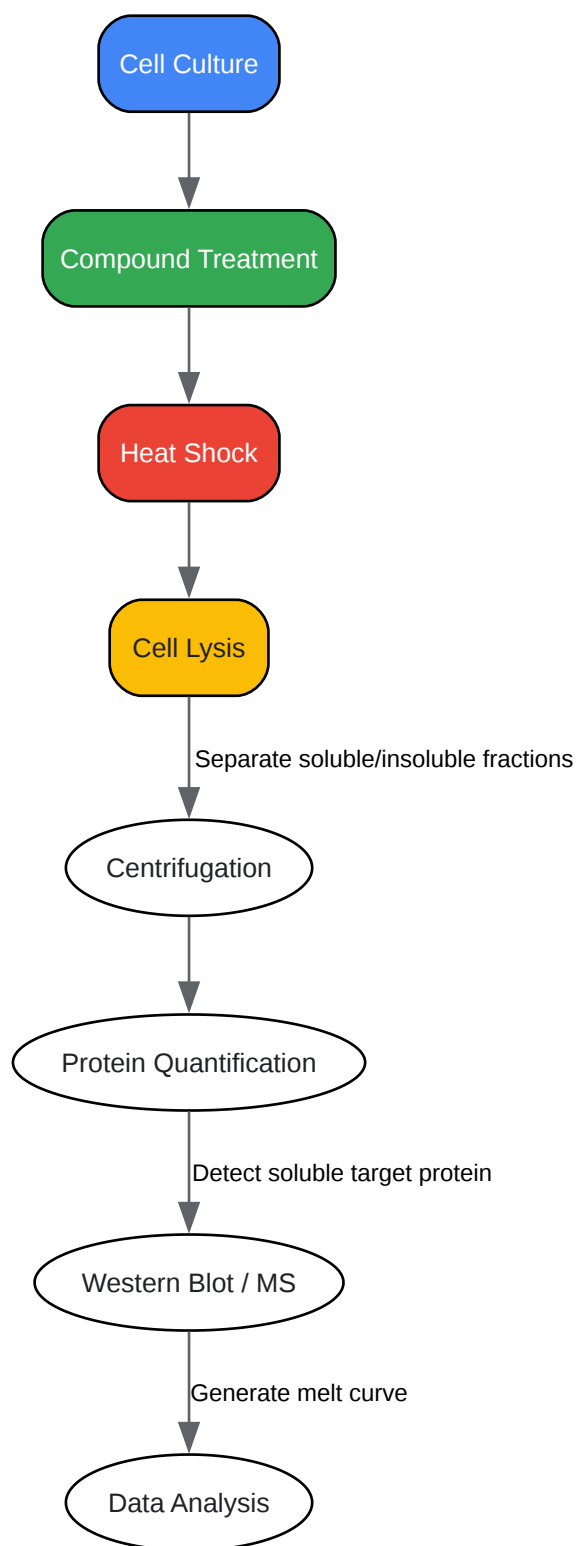 Cell Culture
Compound Treatment
Heat Shock
Cell Lysis
Separate soluble/insoluble fractions
Centrifugation
Protein Quantification
Detect soluble target protein
Western Blot / MS
Generate melt curve
Data Analysis